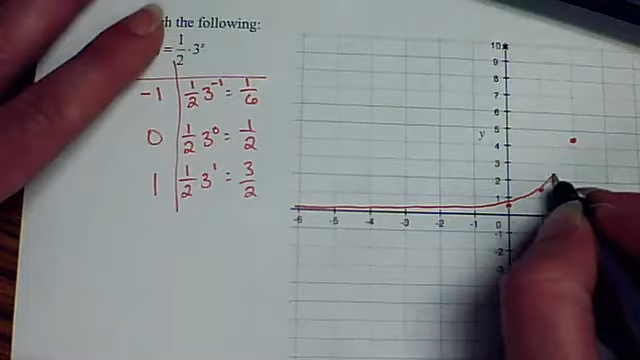 the following:
= 1/2 · 3^x
-1 | 1/2 3^-1 = 1/6
0 | 1/2 3^0 = 1/2
1 | 1/2 3^1 = 3/2
10
9
8
7
6
5
y
4
3
2
1
-6 -5 -4 -3 -2 -1 0
-1
-2
-3